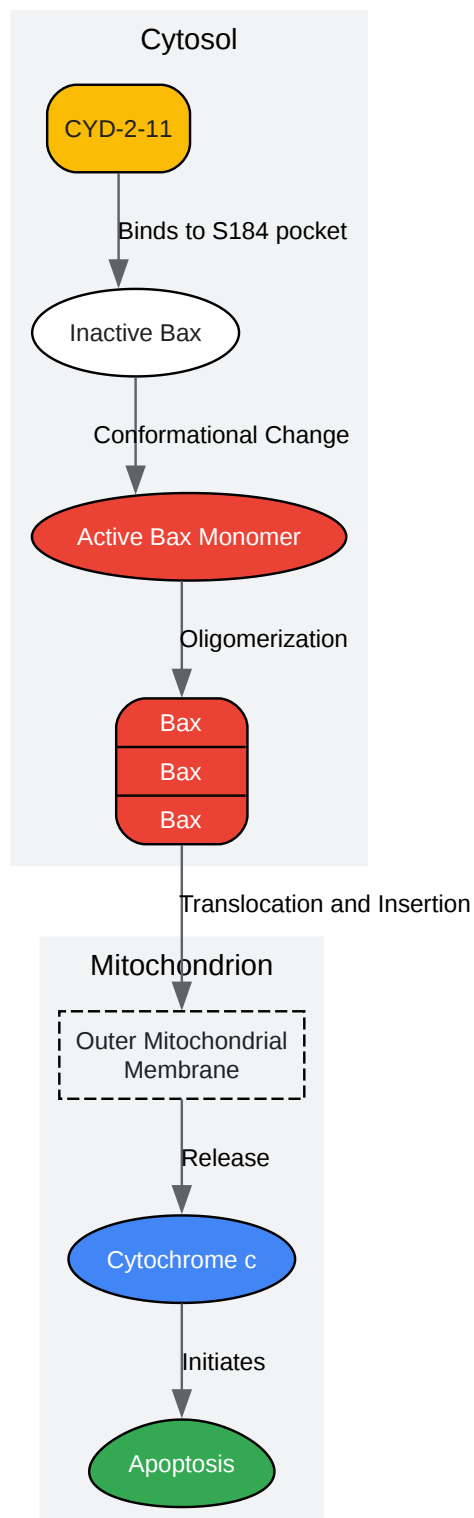 Cytosol
CYD-2-11
Binds to S184 pocket
Inactive Bax
Conformational Change
Active Bax Monomer
Oligomerization
Bax
Bax
Bax
Translocation and Insertion
Mitochondrion
Outer Mitochondrial
Membrane
Release
Cytochrome c
Initiates
Apoptosis